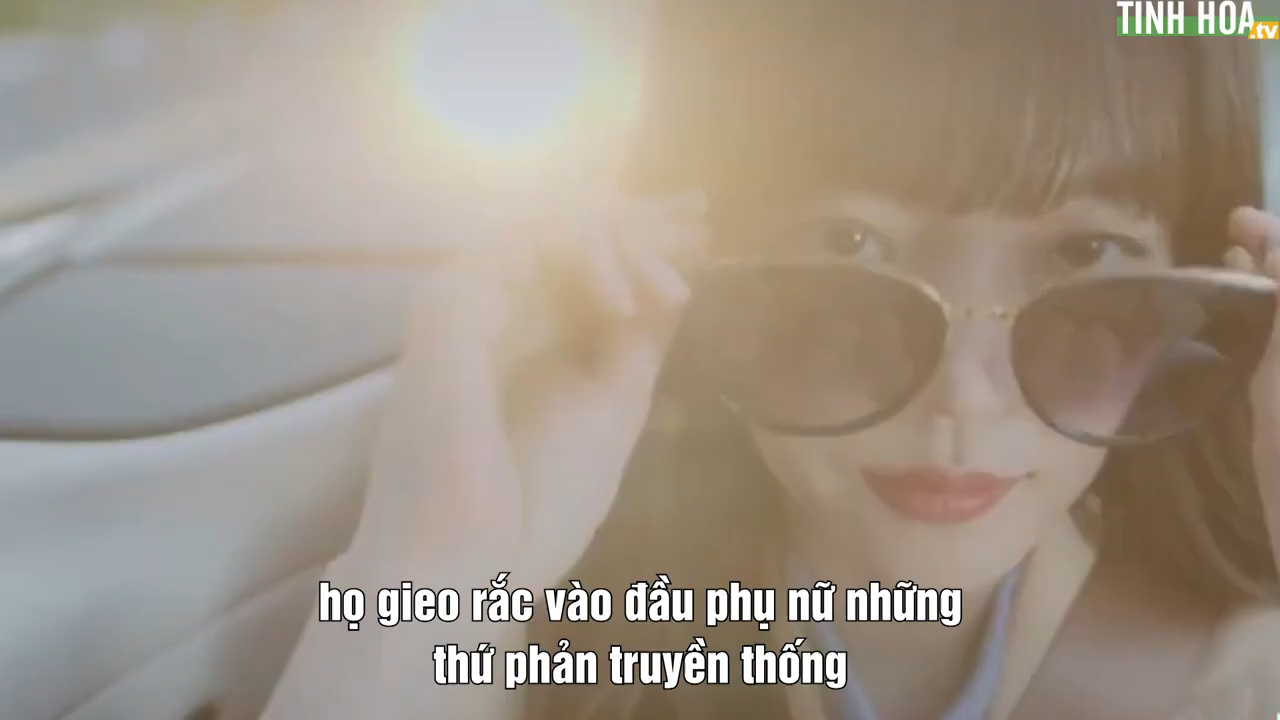 TINH HOA
.tv
họ gieo rắc vào đầu phụ nữ những
thứ phản truyền thống